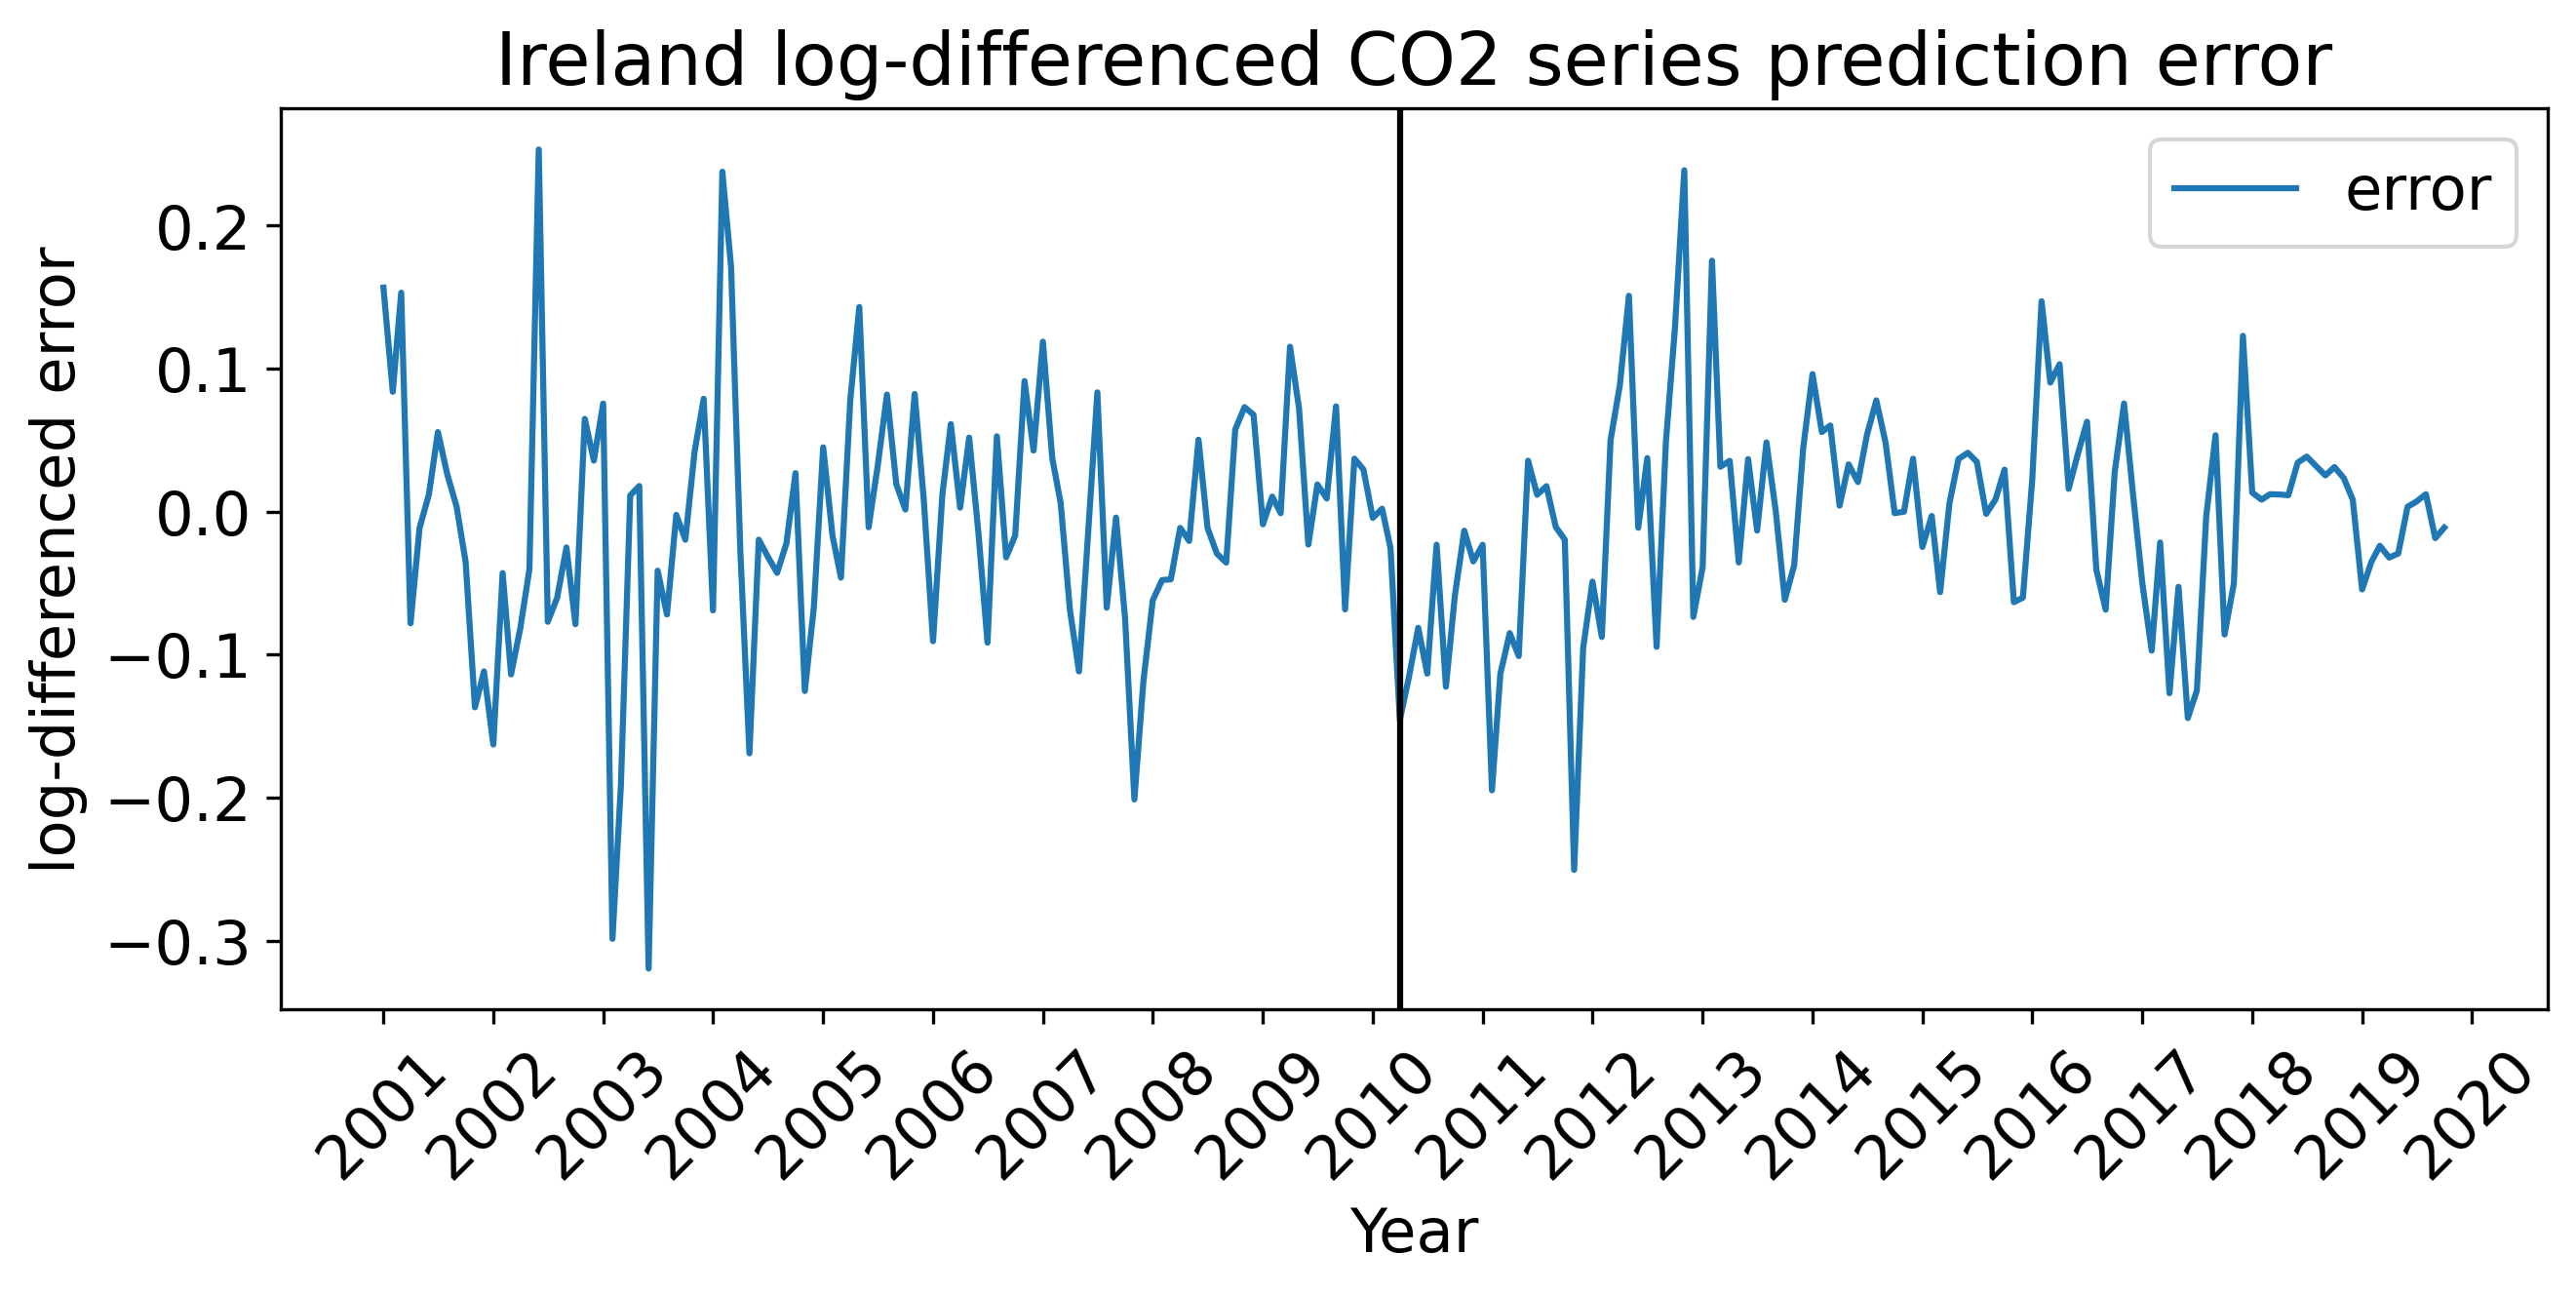 Ireland log-differenced CO2 series prediction error
error
log-differenced error
0.2
0.1
0.0
−0.1
−0.2
−0.3
2001 2002 2003 2004 2005 2006 2007 2008 2009 2010 2011 2012 2013 2014 2015 2016 2017 2018 2019 2020
Year